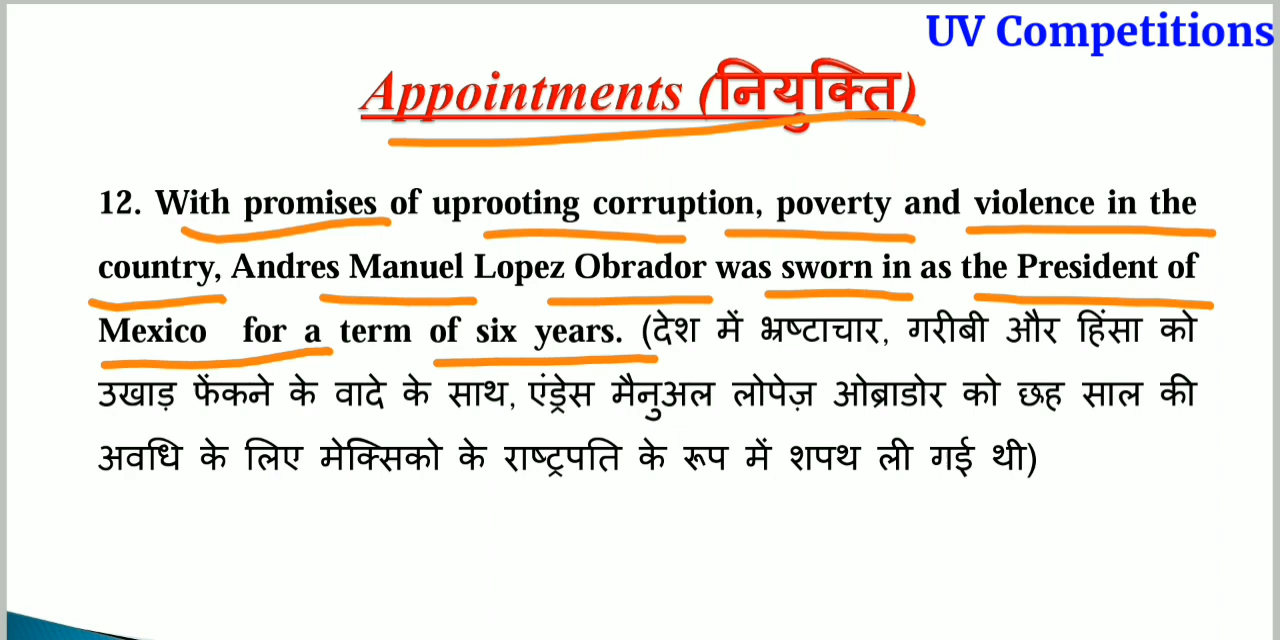 UV Competitions
Appointments (नियुक्ति)
12. With promises of uprooting corruption, poverty and violence in the
country, Andres Manuel Lopez Obrador was sworn in as the President of
Mexico for a term of six years. (देश में भ्रष्टाचार, गरीबी और हिंसा को
उखाड़ फेंकने के वादे के साथ, एंड्रेस मैनुअल लोपेज़ ओब्राडोर को छह साल की
अवधि के लिए मेक्सिको के राष्ट्रपति के रूप में शपथ ली गई थी)